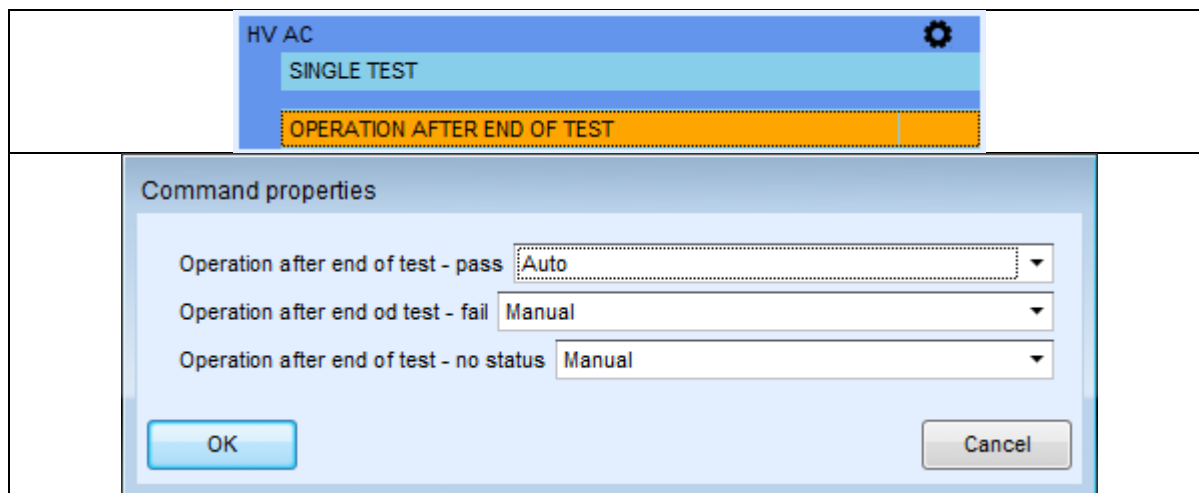 HV AC
SINGLE TEST
OPERATION AFTER END OF TEST
Command properties
Operation after end of test - pass Auto
Operation after end od test - fail Manual
Operation after end of test - no status Manual
OK Cancel